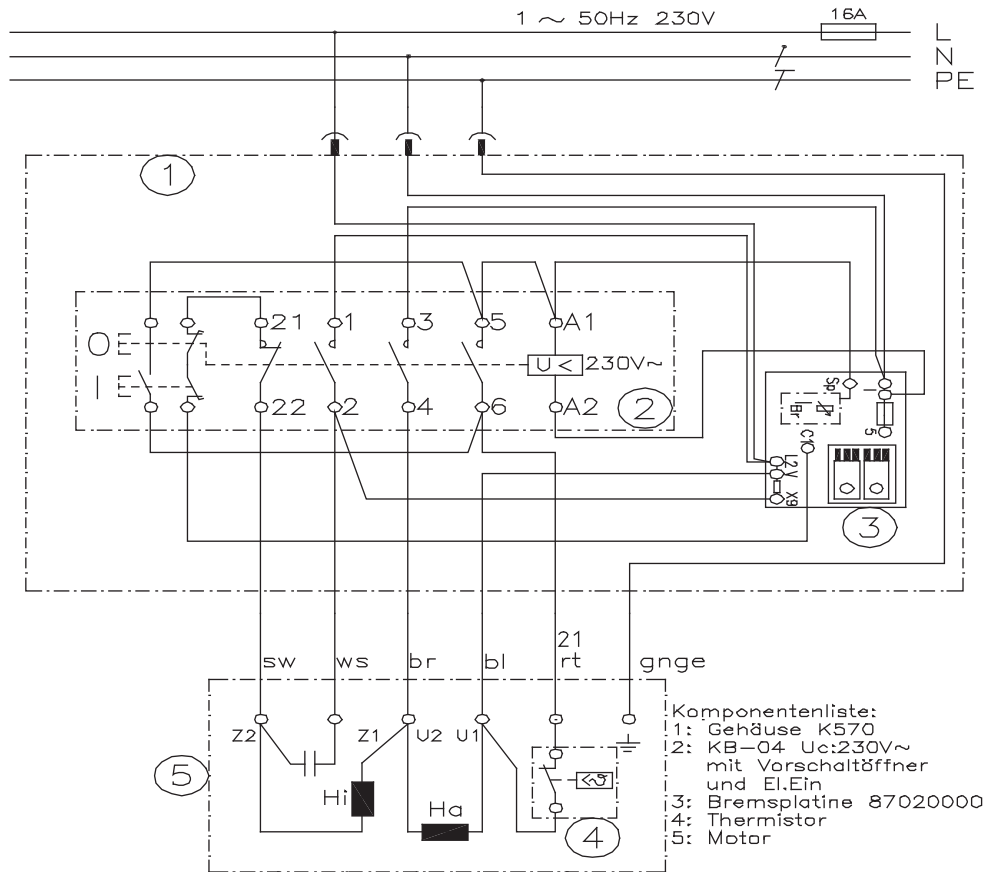 1 ~ 50Hz 230V
16A
L
N
PE
1
O
I
21
1
3
5
A1
U <
230V~
22
2
4
6
A2
2
Sp
1
Br
5
C1
L2
V
X9
3
21
sw
ws
br
bl
rt
gnge
Z2
Z1
U2
U1
Hi
Ha
4
5
Komponentenliste:
1: Gehäuse K570
2: KB-04 Uc:230V~
mit Vorschaltöffner
und El.Ein
3: Bremsplatine 87020000
4: Thermistor
5: Motor